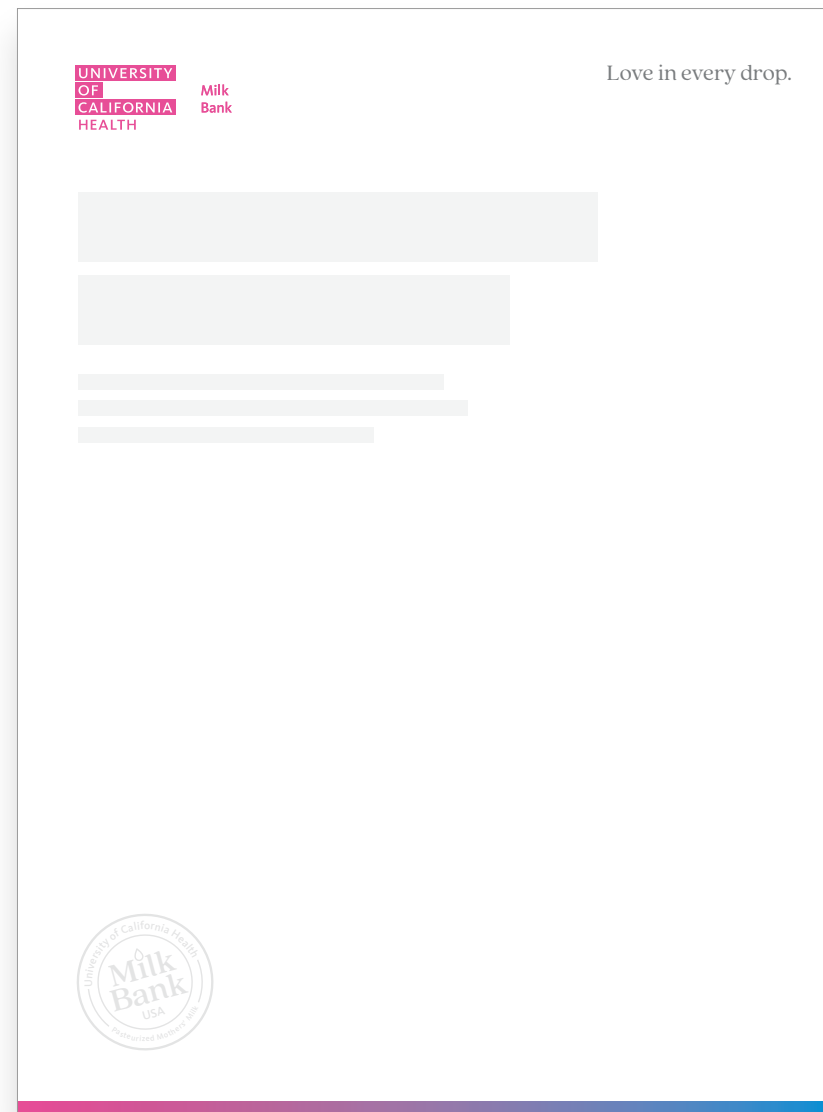 UNIVERSITY
OF
CALIFORNIA
HEALTH
Milk
Bank
Love in every drop.
University of California Health
Milk
Bank
USA
Pasteurized Mothers' Milk